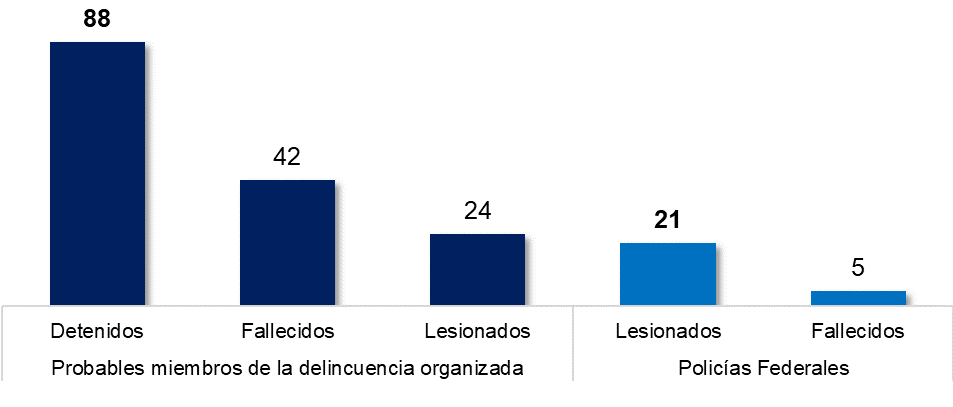 88
42
24
21
5
Detenidos
Fallecidos
Lesionados
Lesionados
Fallecidos
Probables miembros de la delincuencia organizada
Policías Federales